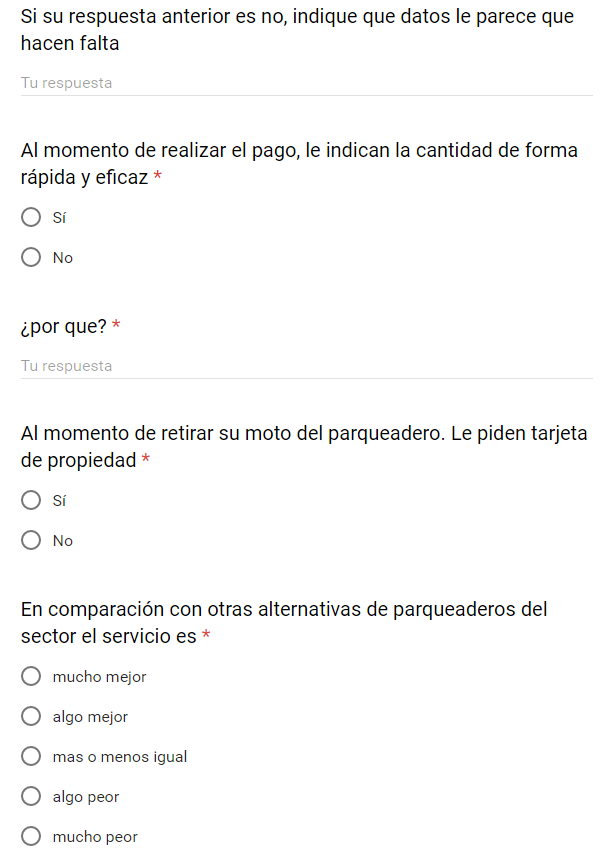 Si su respuesta anterior es no, indique que datos le parece que
hacen falta
Tu respuesta
Al momento de realizar el pago, le indican la cantidad de forma
rápida y eficaz *
Sí
No
¿por que? *
Tu respuesta
Al momento de retirar su moto del parqueadero. Le piden tarjeta
de propiedad *
Sí
No
En comparación con otras alternativas de parqueaderos del
sector el servicio es *
mucho mejor
algo mejor
mas o menos igual
algo peor
mucho peor